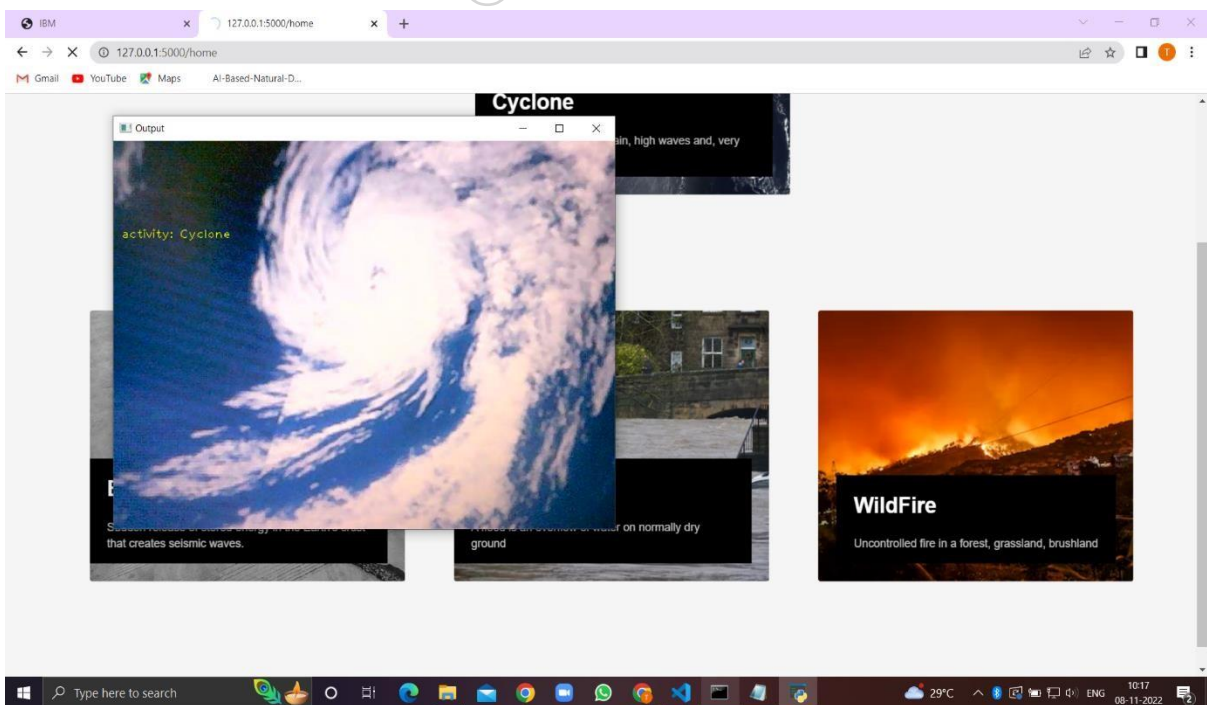 IBM
127.0.0.1:5000/home
127.0.0.1:5000/home
T
Gmail
YouTube
Maps
AI-Based-Natural-D...
Cyclone
ain, high waves and, very
Output
activity: Cyclone
E
that creates seismic waves.
on normally dry
ground
WildFire
Uncontrolled fire in a forest, grassland, brushland
Type here to search
29°C
ENG
10:17
08-11-2022
2